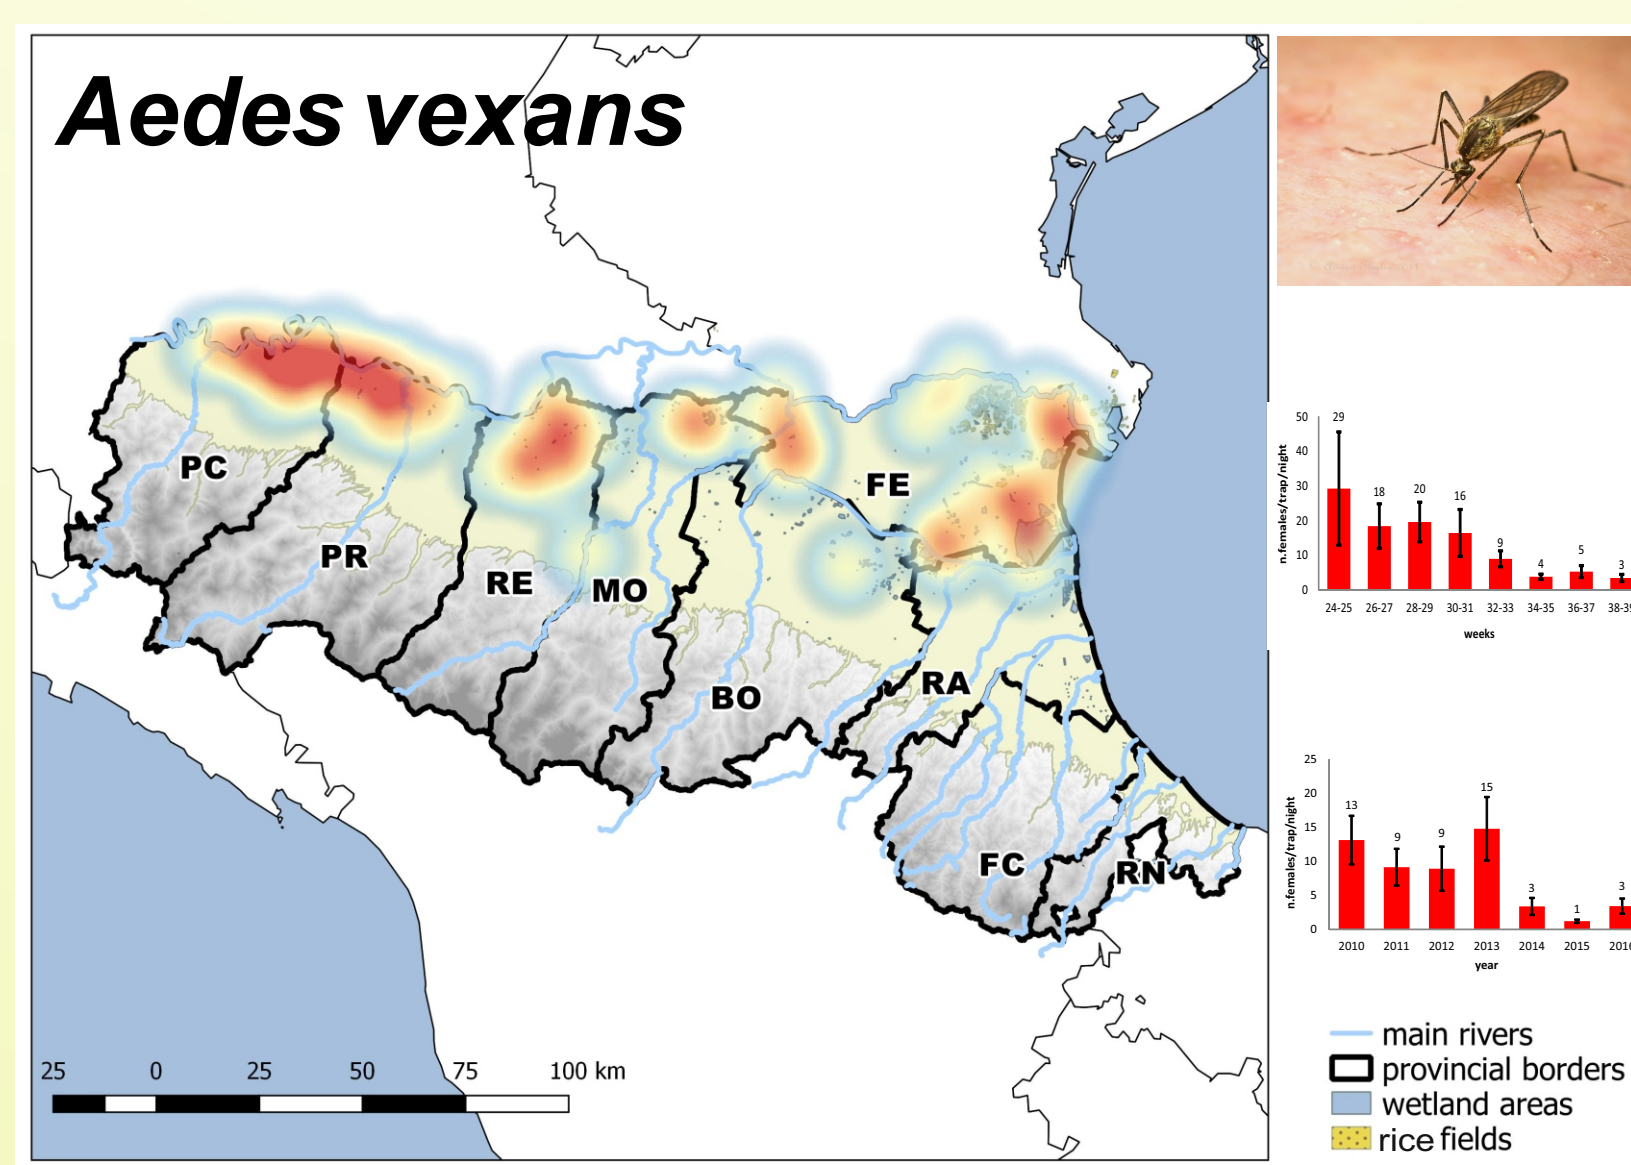 Aedes vexans
PC
PR
RE
MO
BO
FE
RA
FC
RN
25 0 25 50 75 100 km
n.females/trap/night
50
40
30
20
10
0
29 18 20 16 9 4 5 3
24-25 26-27 28-29 30-31 32-33 34-35 36-37 38-39
weeks
n.females/trap/night
25
20
15
10
5
0
13 9 9 15 3 1 3
2010 2011 2012 2013 2014 2015 2016
year
main rivers
provincial borders
wetland areas
rice fields